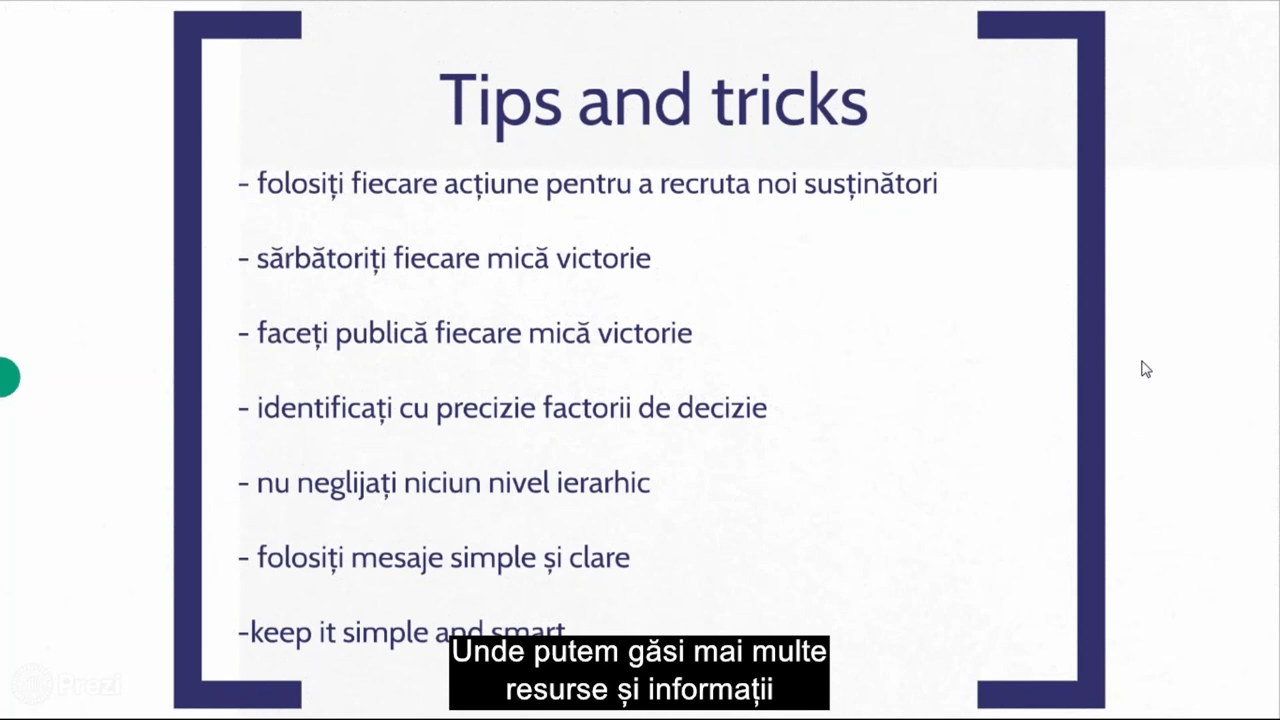 Tips and tricks
- folosiți fiecare acțiune pentru a recruta noi susținători
- sărbătoriți fiecare mică victorie
- faceți publică fiecare mică victorie
- identificați cu precizie factorii de decizie
- nu neglijați niciun nivel ierarhic
- folosiți mesaje simple și clare
-keep it simple and smart
Unde putem găsi mai multe
resurse și informații
Prezi